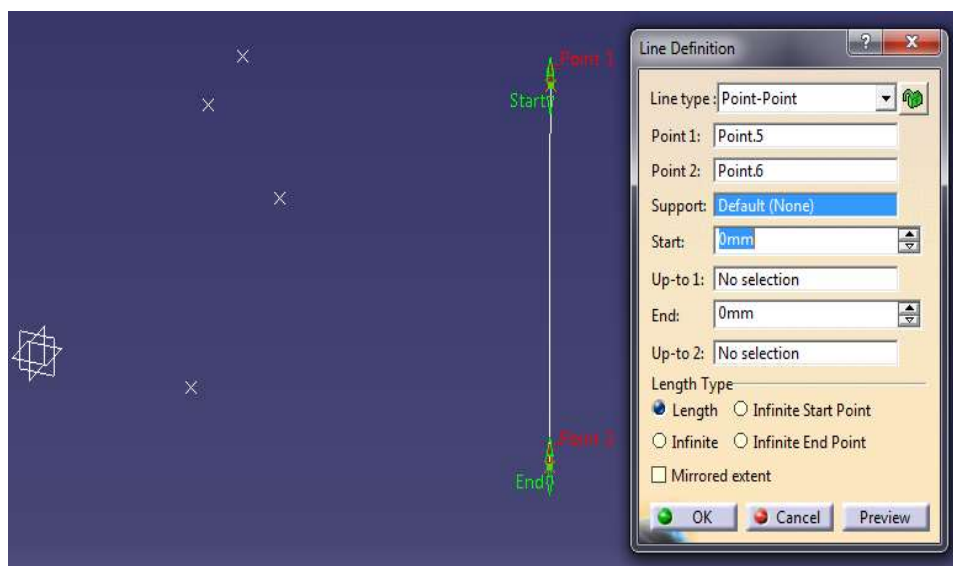 Point 1
Start
Point 2
End
Line Definition
?
X
Line type : Point-Point
Point 1: Point.5
Point 2: Point.6
Support: Default (None)
Start: 0mm
Up-to 1: No selection
End: 0mm
Up-to 2: No selection
Length Type
Length Infinite Start Point
Infinite Infinite End Point
Mirrored extent
OK Cancel Preview